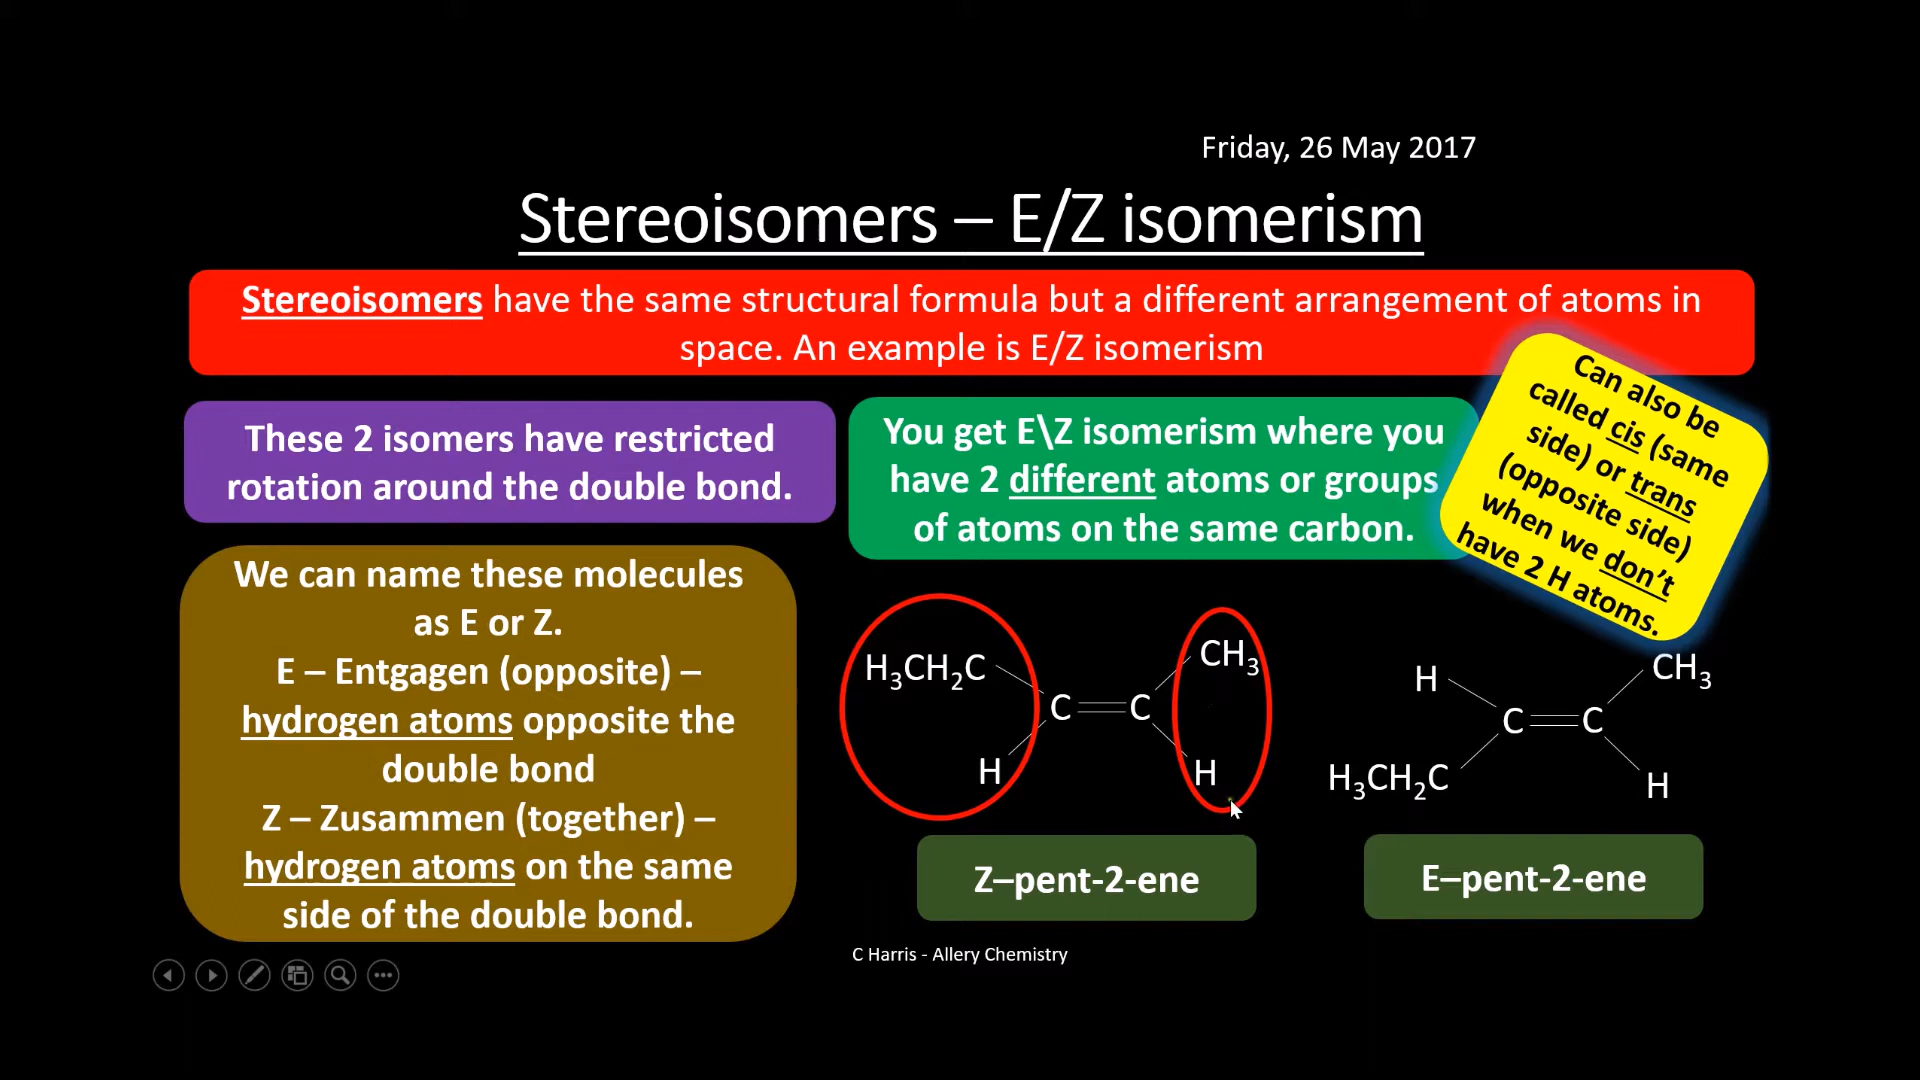 Friday, 26 May 2017
Stereoisomers – E/Z isomerism
Stereoisomers have the same structural formula but a different arrangement of atoms in
space. An example is E/Z isomerism
These 2 isomers have restricted
rotation around the double bond.
You get E\Z isomerism where you
have 2 different atoms or groups
of atoms on the same carbon.
Can also be
called cis (same
side) or trans
(opposite side)
when we don't
have 2 H atoms.
We can name these molecules
as E or Z.
E – Entgagen (opposite) –
hydrogen atoms opposite the
double bond
Z – Zusammen (together) –
hydrogen atoms on the same
side of the double bond.
H₃CH₂C CH₃
C C
H H
Z–pent-2-ene
H CH₃
C C
H₃CH₂C H
E–pent-2-ene
C Harris - Allery Chemistry